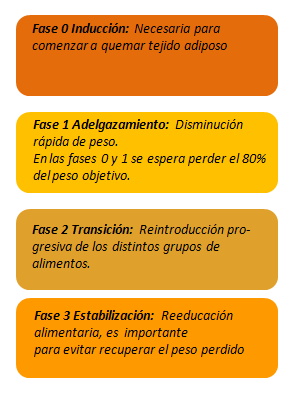 Fase 0 Inducción: Necesaria para
comenzar a quemar tejido adiposo
Fase 1 Adelgazamiento: Disminución
rápida de peso.
En las fases 0 y 1 se espera perder el 80%
del peso objetivo.
Fase 2 Transición: Reintroducción pro-
gresiva de los distintos grupos de
alimentos.
Fase 3 Estabilización: Reeducación
alimentaria, es importante
para evitar recuperar el peso perdido